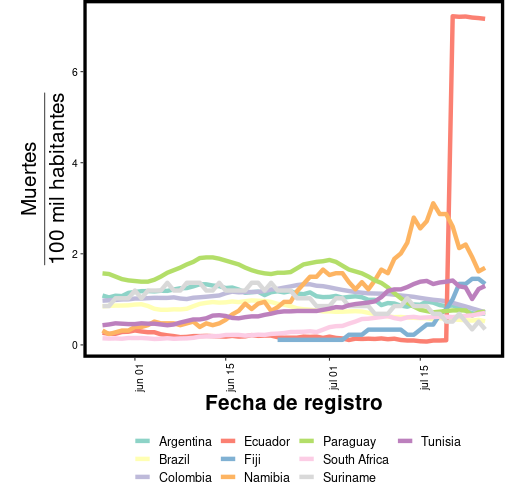 Muertes
100 mil habitantes
6
4
2
0
jun 01
jun 15
jul 01
jul 15
Fecha de registro
Argentina Ecuador Paraguay Tunisia
Brazil Fiji South Africa
Colombia Namibia Suriname